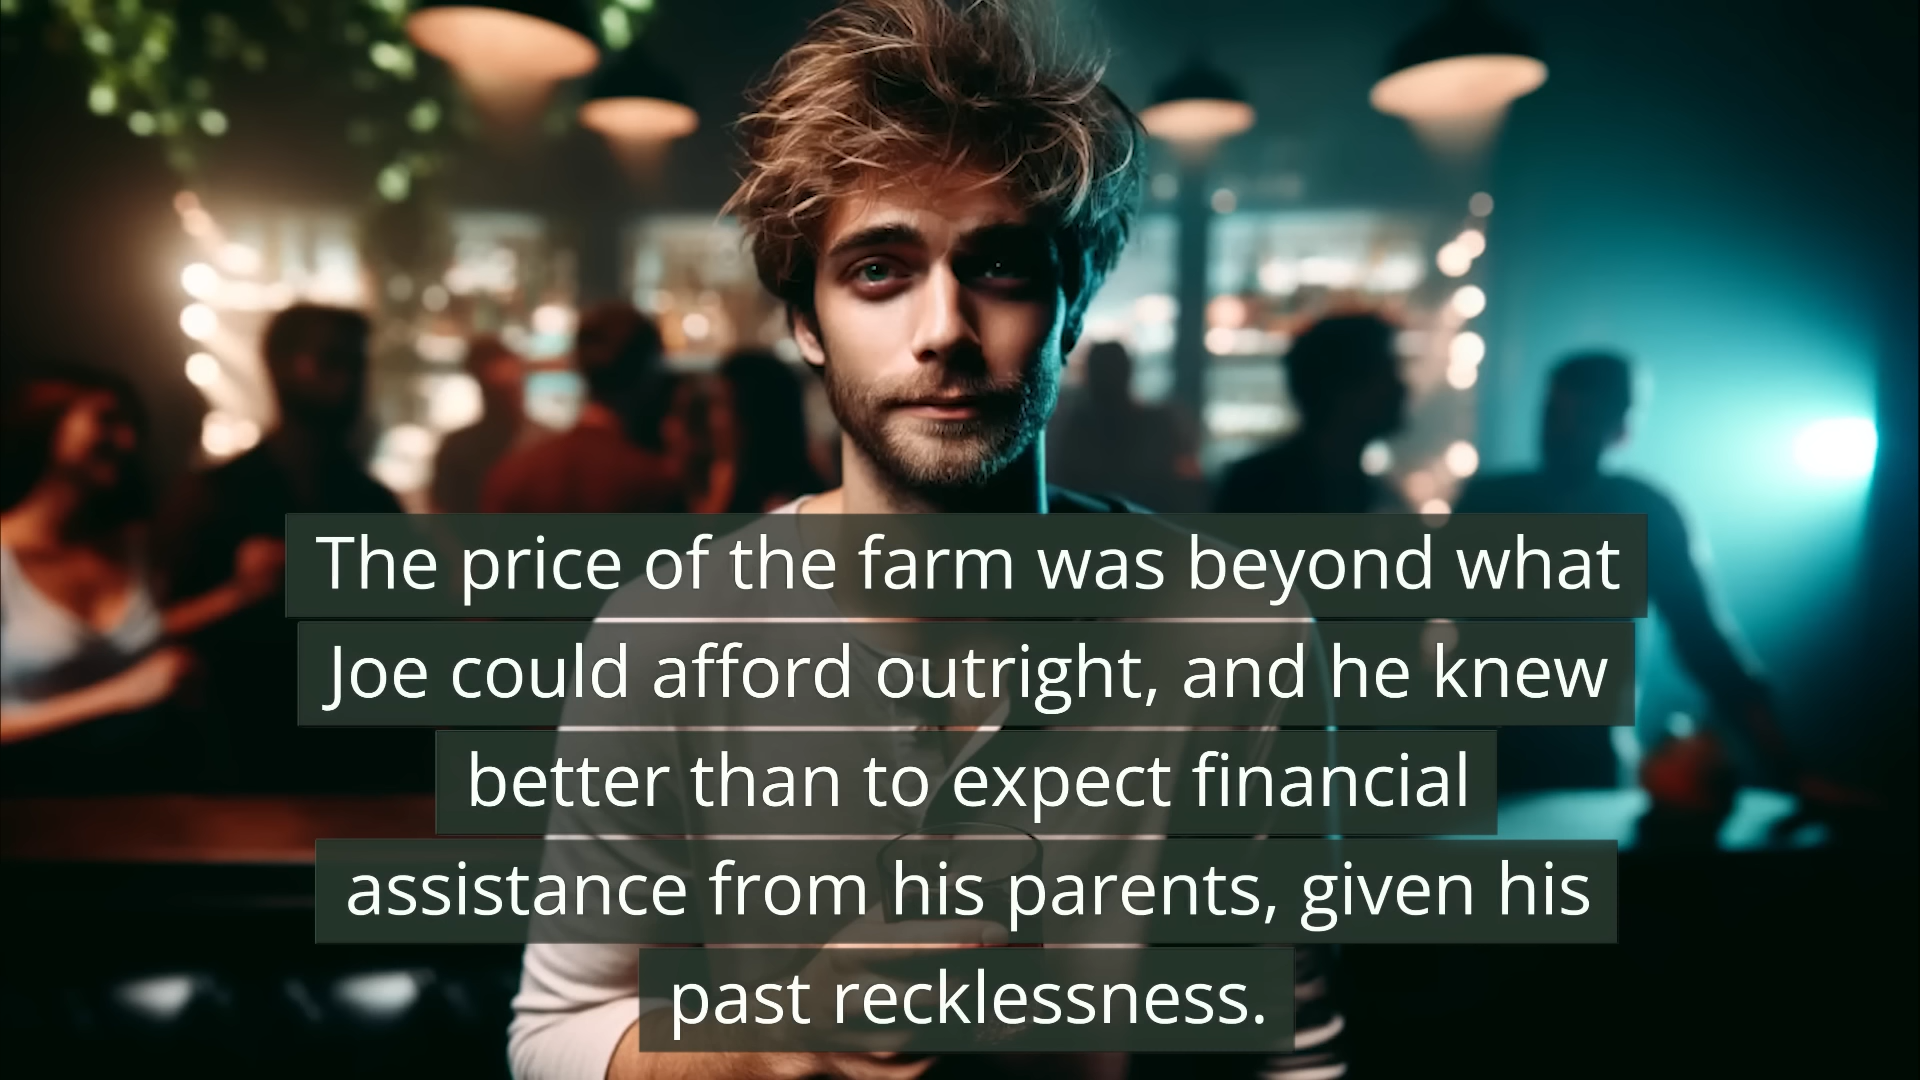 The price of the farm was beyond what
Joe could afford outright, and he knew
better than to expect financial
assistance from his parents, given his
past recklessness.